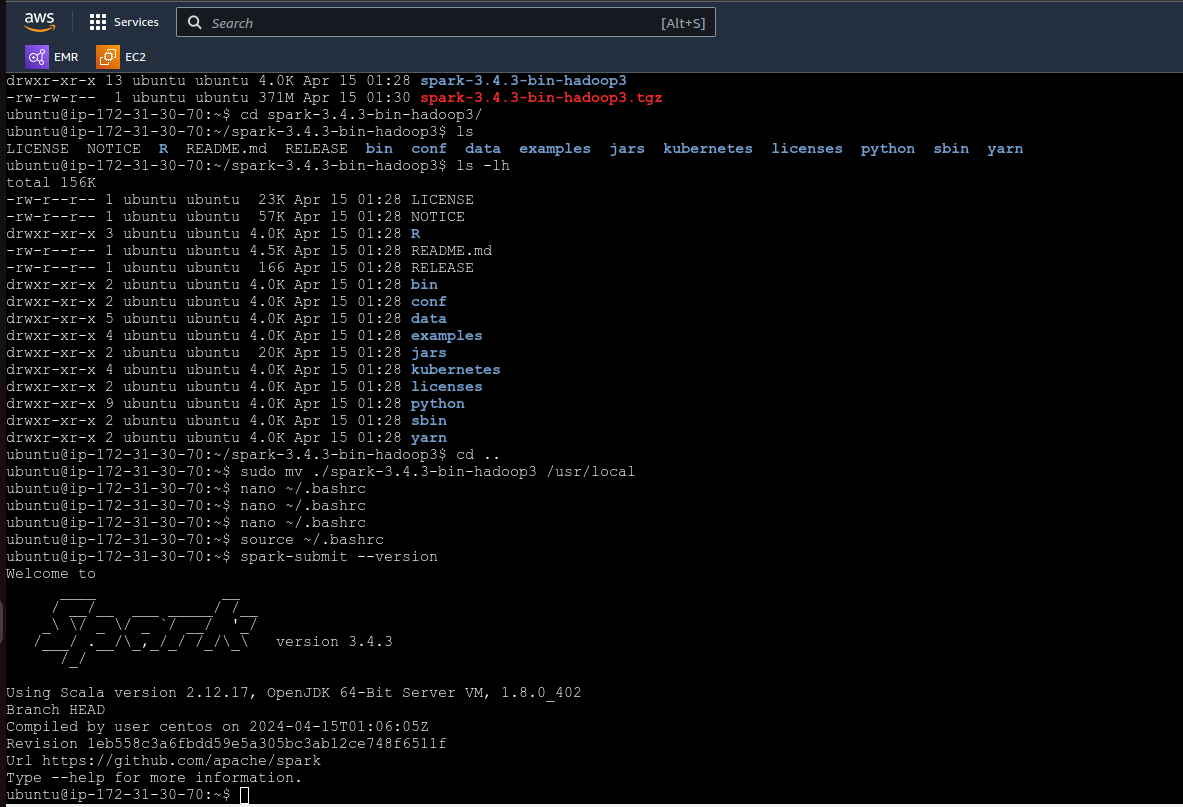 aws
Services
Search
[Alt+S]
EMR
EC2
drwxr-xr-x 13 ubuntu ubuntu 4.0K Apr 15 01:28 spark-3.4.3-bin-hadoop3
-rw-rw-r--  1 ubuntu ubuntu 371M Apr 15 01:30 spark-3.4.3-bin-hadoop3.tgz
ubuntu@ip-172-31-30-70:~$ cd spark-3.4.3-bin-hadoop3/
ubuntu@ip-172-31-30-70:~/spark-3.4.3-bin-hadoop3$ ls
LICENSE  NOTICE  R  README.md  RELEASE  bin  conf  data  examples  jars  kubernetes  licenses  python  sbin  yarn
ubuntu@ip-172-31-30-70:~/spark-3.4.3-bin-hadoop3$ ls -lh
total 156K
-rw-r--r-- 1 ubuntu ubuntu  23K Apr 15 01:28 LICENSE
-rw-r--r-- 1 ubuntu ubuntu  57K Apr 15 01:28 NOTICE
drwxr-xr-x 3 ubuntu ubuntu 4.0K Apr 15 01:28 R
-rw-r--r-- 1 ubuntu ubuntu 4.5K Apr 15 01:28 README.md
-rw-r--r-- 1 ubuntu ubuntu  166 Apr 15 01:28 RELEASE
drwxr-xr-x 2 ubuntu ubuntu 4.0K Apr 15 01:28 bin
drwxr-xr-x 2 ubuntu ubuntu 4.0K Apr 15 01:28 conf
drwxr-xr-x 5 ubuntu ubuntu 4.0K Apr 15 01:28 data
drwxr-xr-x 4 ubuntu ubuntu 4.0K Apr 15 01:28 examples
drwxr-xr-x 2 ubuntu ubuntu  20K Apr 15 01:28 jars
drwxr-xr-x 4 ubuntu ubuntu 4.0K Apr 15 01:28 kubernetes
drwxr-xr-x 2 ubuntu ubuntu 4.0K Apr 15 01:28 licenses
drwxr-xr-x 9 ubuntu ubuntu 4.0K Apr 15 01:28 python
drwxr-xr-x 2 ubuntu ubuntu 4.0K Apr 15 01:28 sbin
drwxr-xr-x 2 ubuntu ubuntu 4.0K Apr 15 01:28 yarn
ubuntu@ip-172-31-30-70:~/spark-3.4.3-bin-hadoop3$ cd ..
ubuntu@ip-172-31-30-70:~$ sudo mv ./spark-3.4.3-bin-hadoop3 /usr/local
ubuntu@ip-172-31-30-70:~$ nano ~/.bashrc
ubuntu@ip-172-31-30-70:~$ nano ~/.bashrc
ubuntu@ip-172-31-30-70:~$ nano ~/.bashrc
ubuntu@ip-172-31-30-70:~$ source ~/.bashrc
ubuntu@ip-172-31-30-70:~$ spark-submit --version
Welcome to
      ____              __
     / __/__  ___ _____/ /__
    _\ \/ _ \/ _ `/ __/  '_/
   /___/ .__/\_,_/_/ /_/\_\   version 3.4.3
      /_/
Using Scala version 2.12.17, OpenJDK 64-Bit Server VM, 1.8.0_402
Branch HEAD
Compiled by user centos on 2024-04-15T01:06:05Z
Revision 1eb558c3a6fbdd59e5a305bc3ab12ce748f6511f
Url https://github.com/apache/spark
Type --help for more information.
ubuntu@ip-172-31-30-70:~$